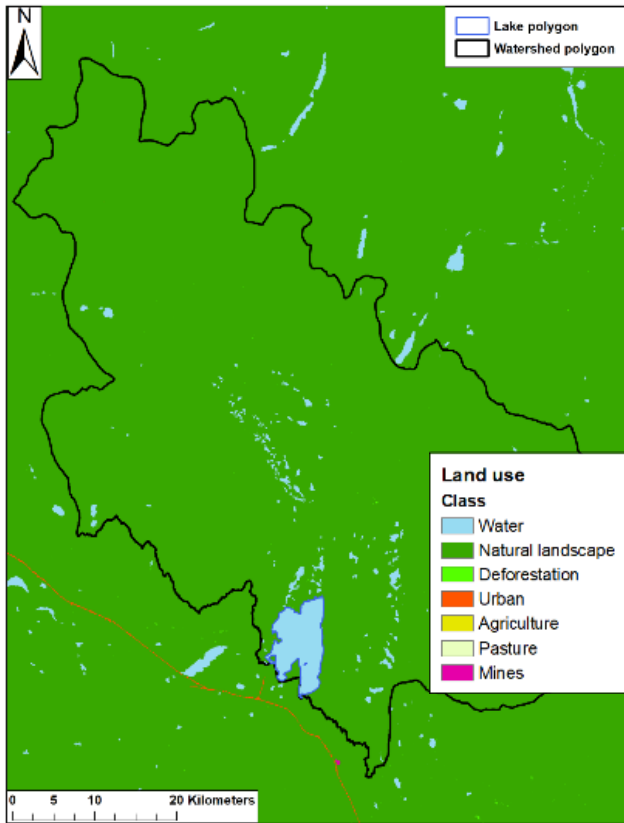 N
Lake polygon
Watershed polygon
Land use
Class
Water
Natural landscape
Deforestation
Urban
Agriculture
Pasture
Mines
0 5 10 20 Kilometers